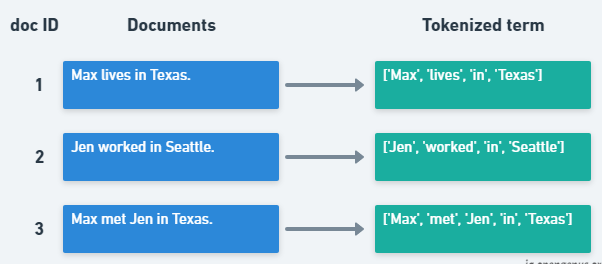 doc ID Documents Tokenized term
1 Max lives in Texas. ['Max', 'lives', 'in', 'Texas']
2 Jen worked in Seattle. ['Jen', 'worked', 'in', 'Seattle']
3 Max met Jen in Texas. ['Max', 'met', 'Jen', 'in', 'Texas']